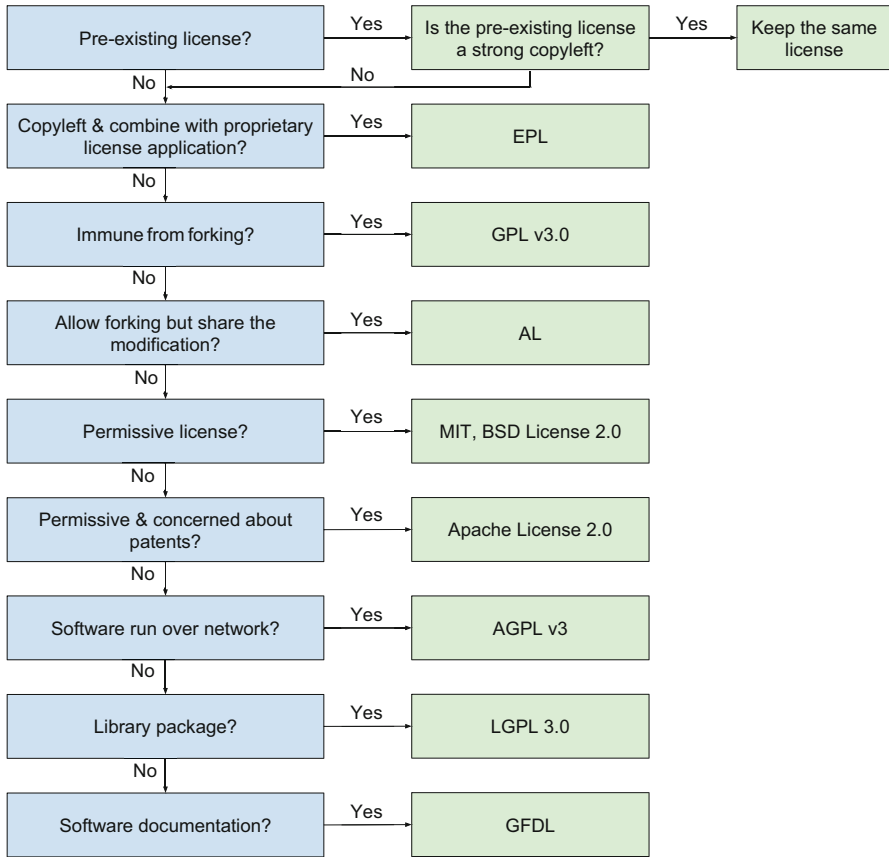 Pre-existing license?
Yes
Is the pre-existing license
a strong copyleft?
Yes
Keep the same
license
No
No
Copyleft & combine with proprietary
license application?
Yes
EPL
No
Immune from forking?
Yes
GPL v3.0
No
Allow forking but share the
modification?
Yes
AL
No
Permissive license?
Yes
MIT, BSD License 2.0
No
Permissive & concerned about
patents?
Yes
Apache License 2.0
No
Software run over network?
Yes
AGPL v3
No
Library package?
Yes
LGPL 3.0
No
Software documentation?
Yes
GFDL